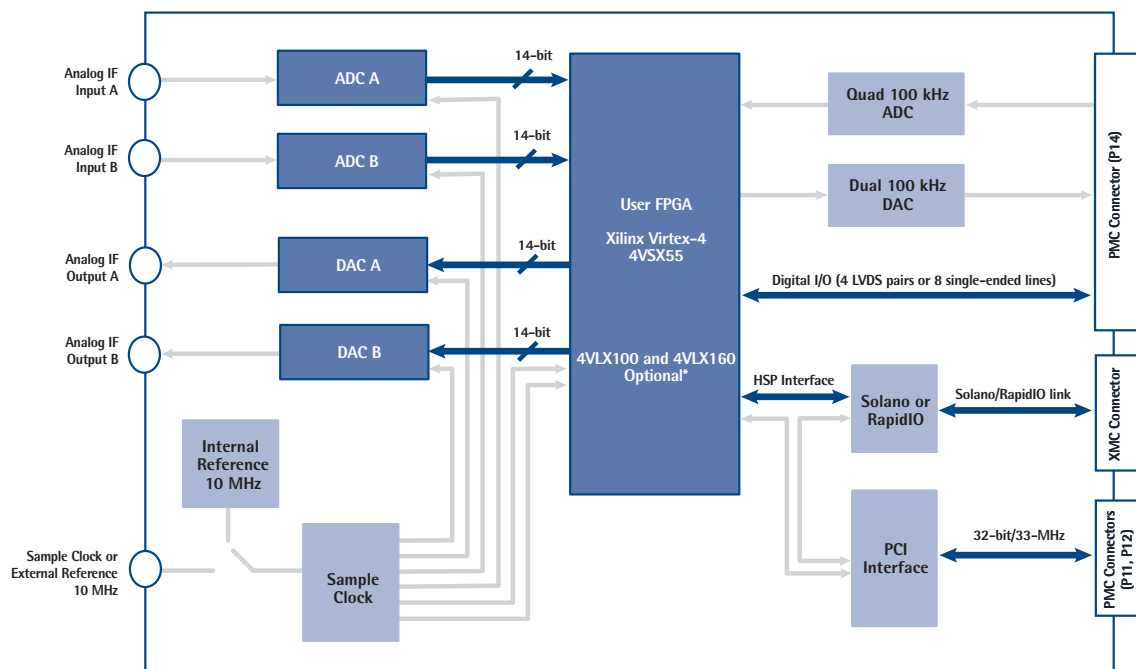 Analog IF
Input A
ADC A
14-bit
Analog IF
Input B
ADC B
14-bit
Analog IF
Output A
DAC A
14-bit
Analog IF
Output B
DAC B
14-bit
User FPGA
Xilinx Virtex-4
4VSX55
4VLX100 and 4VLX160
Optional*
Quad 100 kHz
ADC
Dual 100 kHz
DAC
Digital I/O (4 LVDS pairs or 8 single-ended lines)
PMC Connector (P14)
HSP Interface
Solano or
RapidIO
Solano/RapidIO link
XMC Connector
Internal
Reference
10 MHz
Sample Clock or
External Reference
10 MHz
Sample
Clock
PCI
Interface
32-bit/33-MHz
PMC Connectors
(P11, P12)